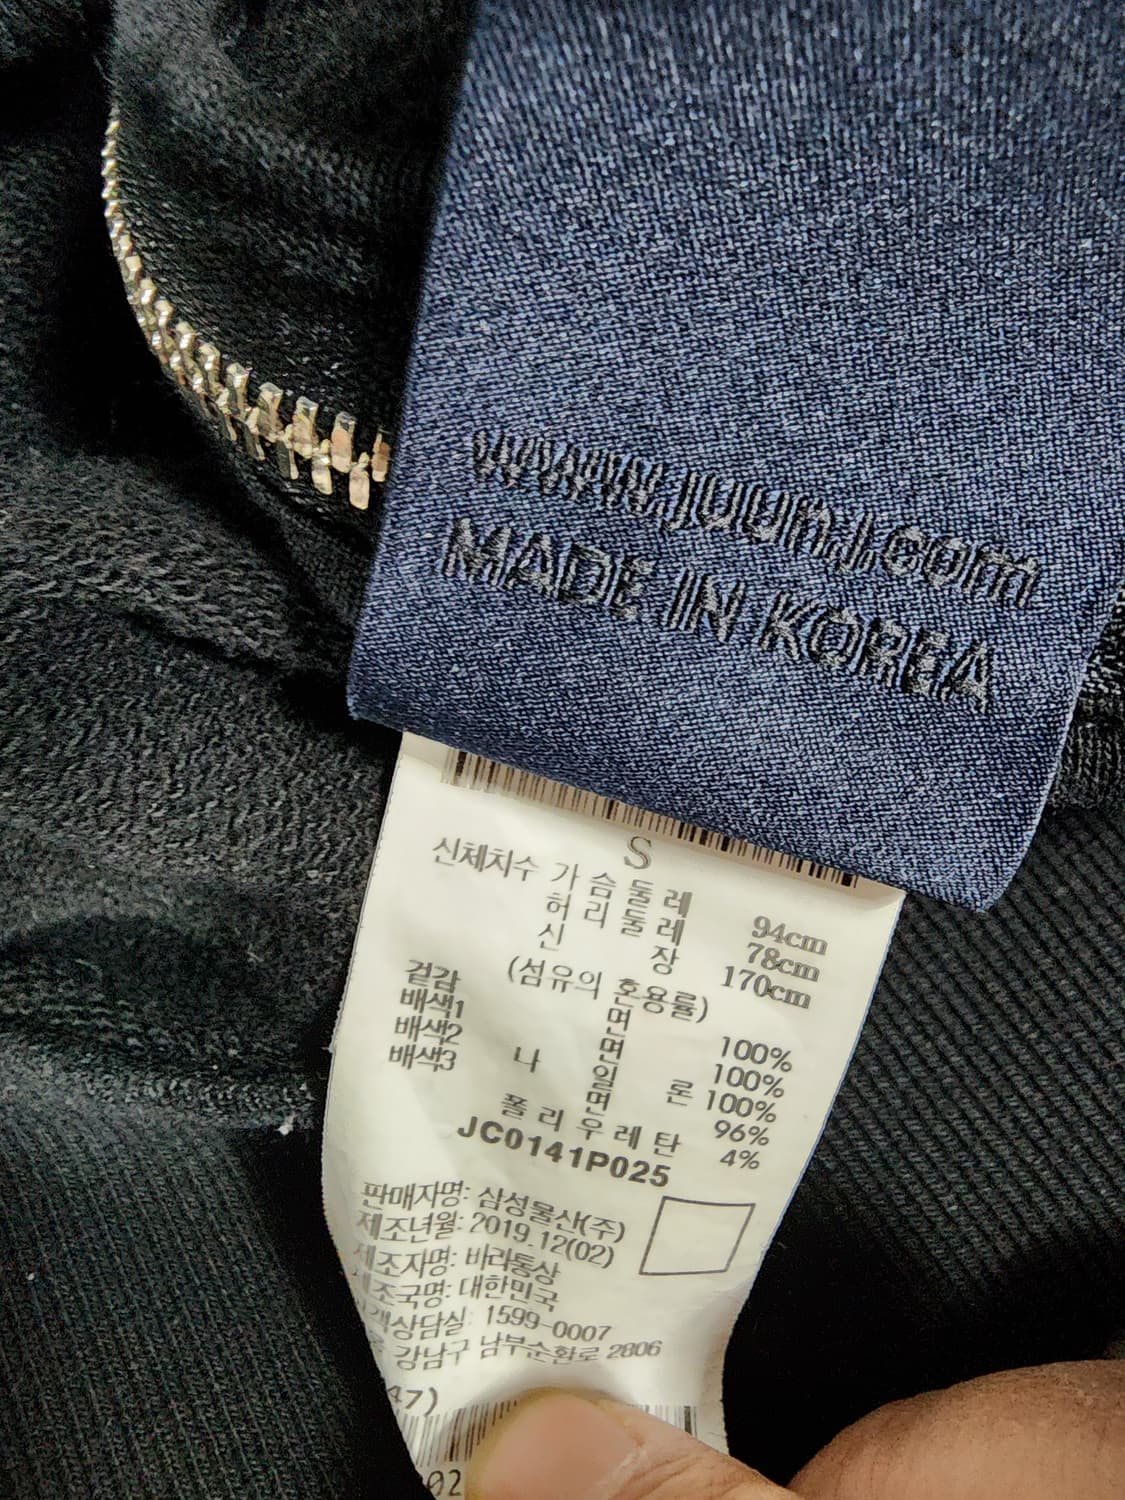 www.juunj.com
MADE IN KOREA
S
신체치수 가 슴 둘 레 94cm
허 리 둘 레 78cm
신 장 170cm
(섬유의 혼용률)
겉감 면 100%
배색1 면 100%
배색2 나 일 론 100%
배색3 면 96%
폴 리 우 레 탄 4%
JC0141P025
판매자명: 삼성물산(주)
제조년월: 2019.12(02)
제조자명: 바라통상
제조국명: 대한민국
객상담실: 1599-0007
강남구 남부순환로 2806
47)
02